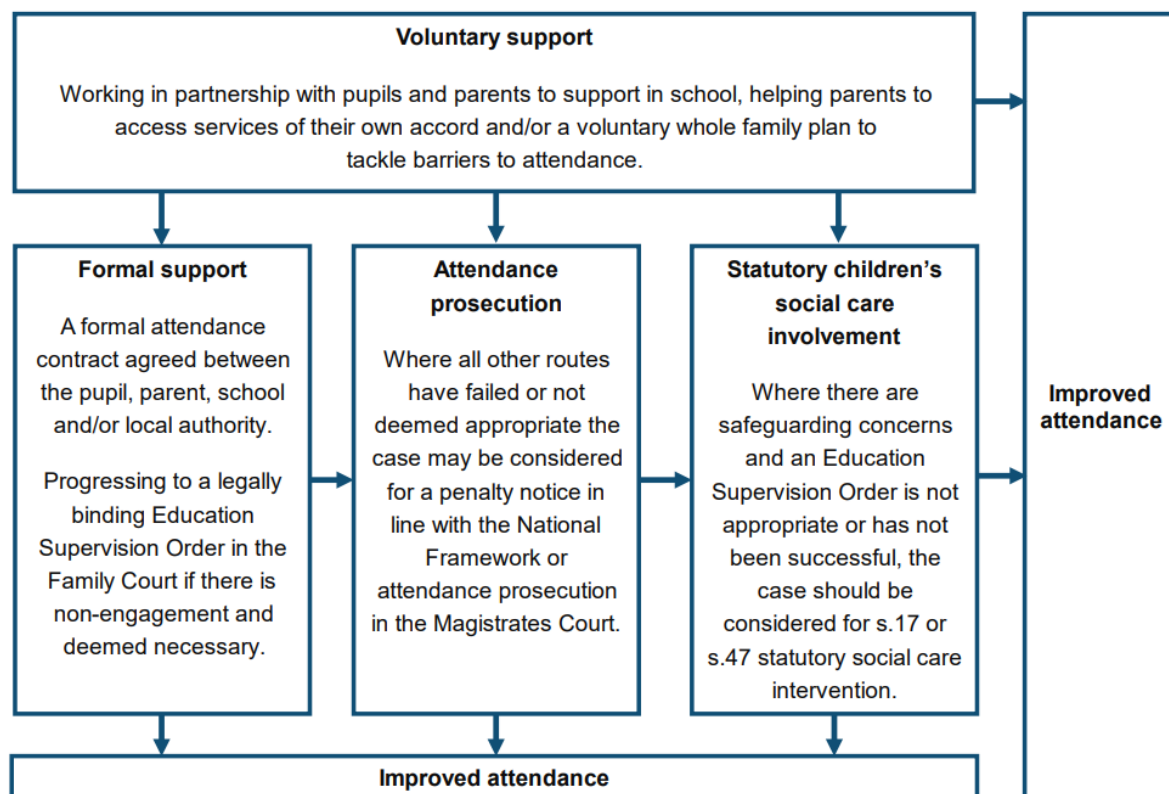 Voluntary support
Working in partnership with pupils and parents to support in school, helping parents to
access services of their own accord and/or a voluntary whole family plan to
tackle barriers to attendance.
Formal support
A formal attendance
contract agreed between
the pupil, parent, school
and/or local authority.
Progressing to a legally
binding Education
Supervision Order in the
Family Court if there is
non-engagement and
deemed necessary.
Attendance
prosecution
Where all other routes
have failed or not
deemed appropriate the
case may be considered
for a penalty notice in
line with the National
Framework or
attendance prosecution
in the Magistrates Court.
Statutory children’s
social care
involvement
Where there are
safeguarding concerns
and an Education
Supervision Order is not
appropriate or has not
been successful, the
case should be
considered for s.17 or
s.47 statutory social care
intervention.
Improved
attendance
Improved attendance